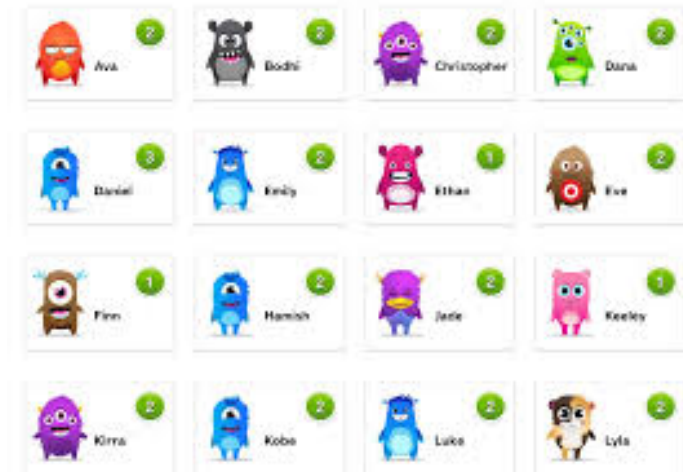 2
2
2
2
Ava
Bodhi
Christopher
Dana
3
2
1
2
Daniel
Emily
Ethan
Eve
1
2
2
1
Finn
Hamish
Jade
Keeley
2
2
2
2
Kirra
Kobe
Luke
Lyla